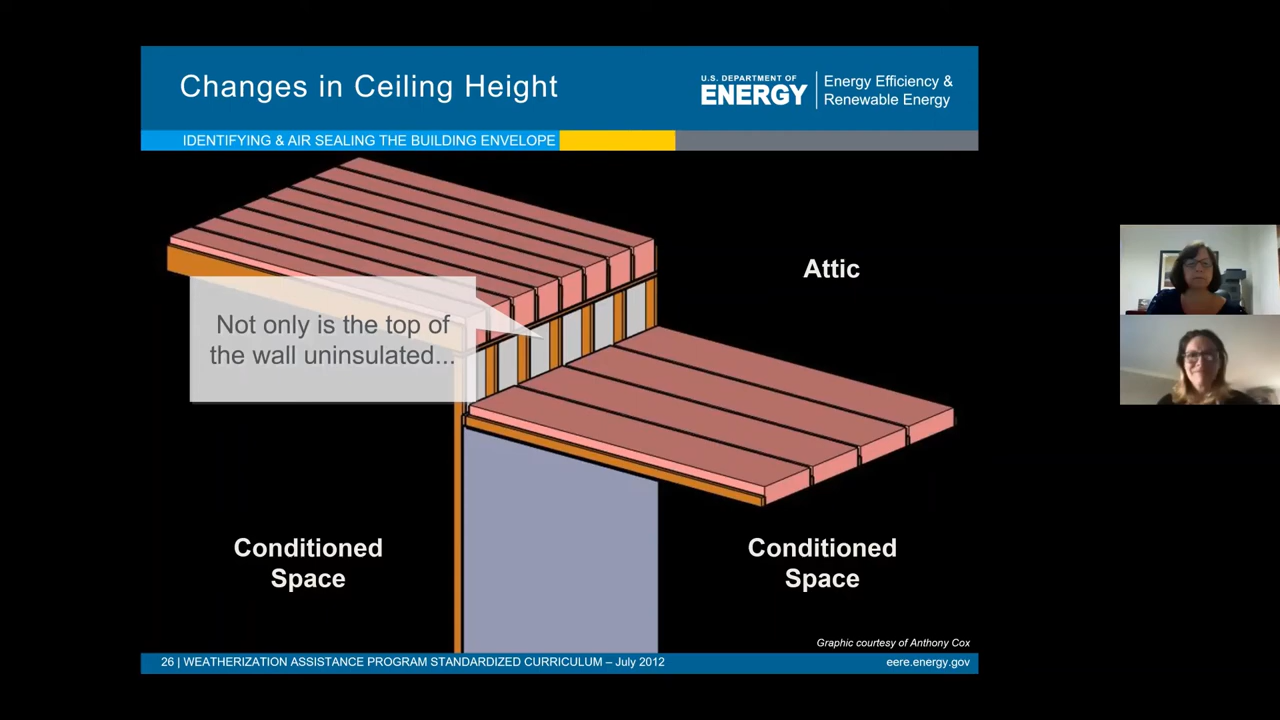 Changes in Ceiling Height
U.S. DEPARTMENT OF
ENERGY
Energy Efficiency &
Renewable Energy
IDENTIFYING & AIR SEALING THE BUILDING ENVELOPE
Attic
Not only is the top of
the wall uninsulated...
Conditioned
Space
Conditioned
Space
Graphic courtesy of Anthony Cox
26 | WEATHERIZATION ASSISTANCE PROGRAM STANDARDIZED CURRICULUM – July 2012
eere.energy.gov